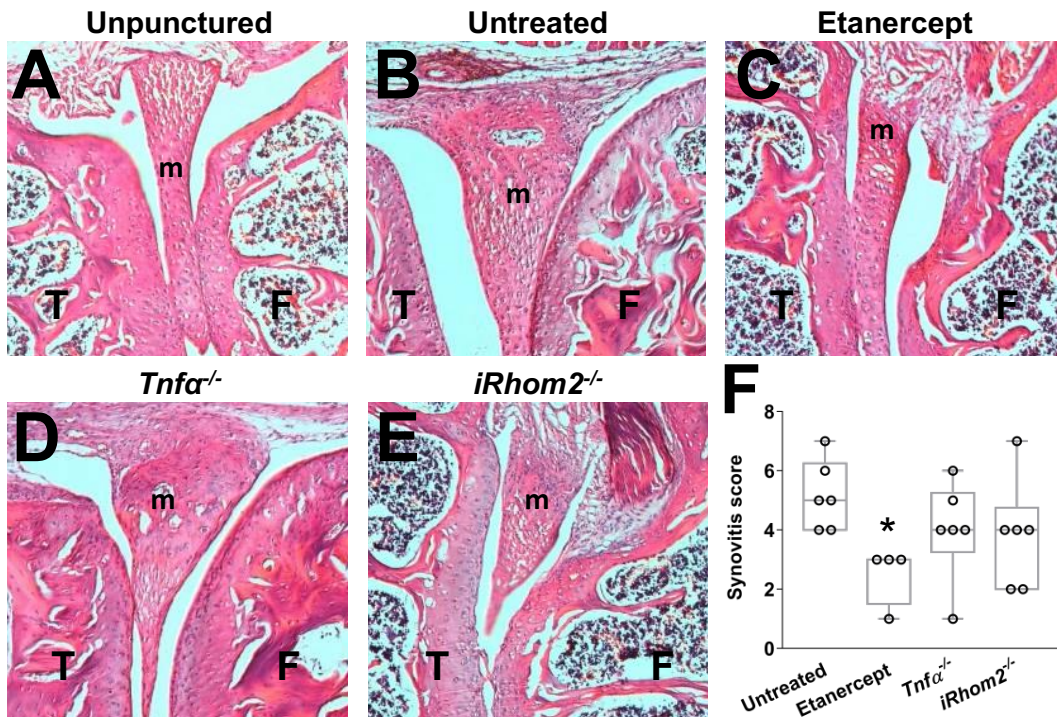 Unpunctured
Untreated
Etanercept
A
m
T
F
B
m
T
F
C
m
T
F
Tnfα-/-
iRhom2-/-
D
m
T
F
E
m
T
F
F
Synovitis score
8
6
4
2
0
*
Untreated
Etanercept
Tnfα-/-
iRhom2-/-